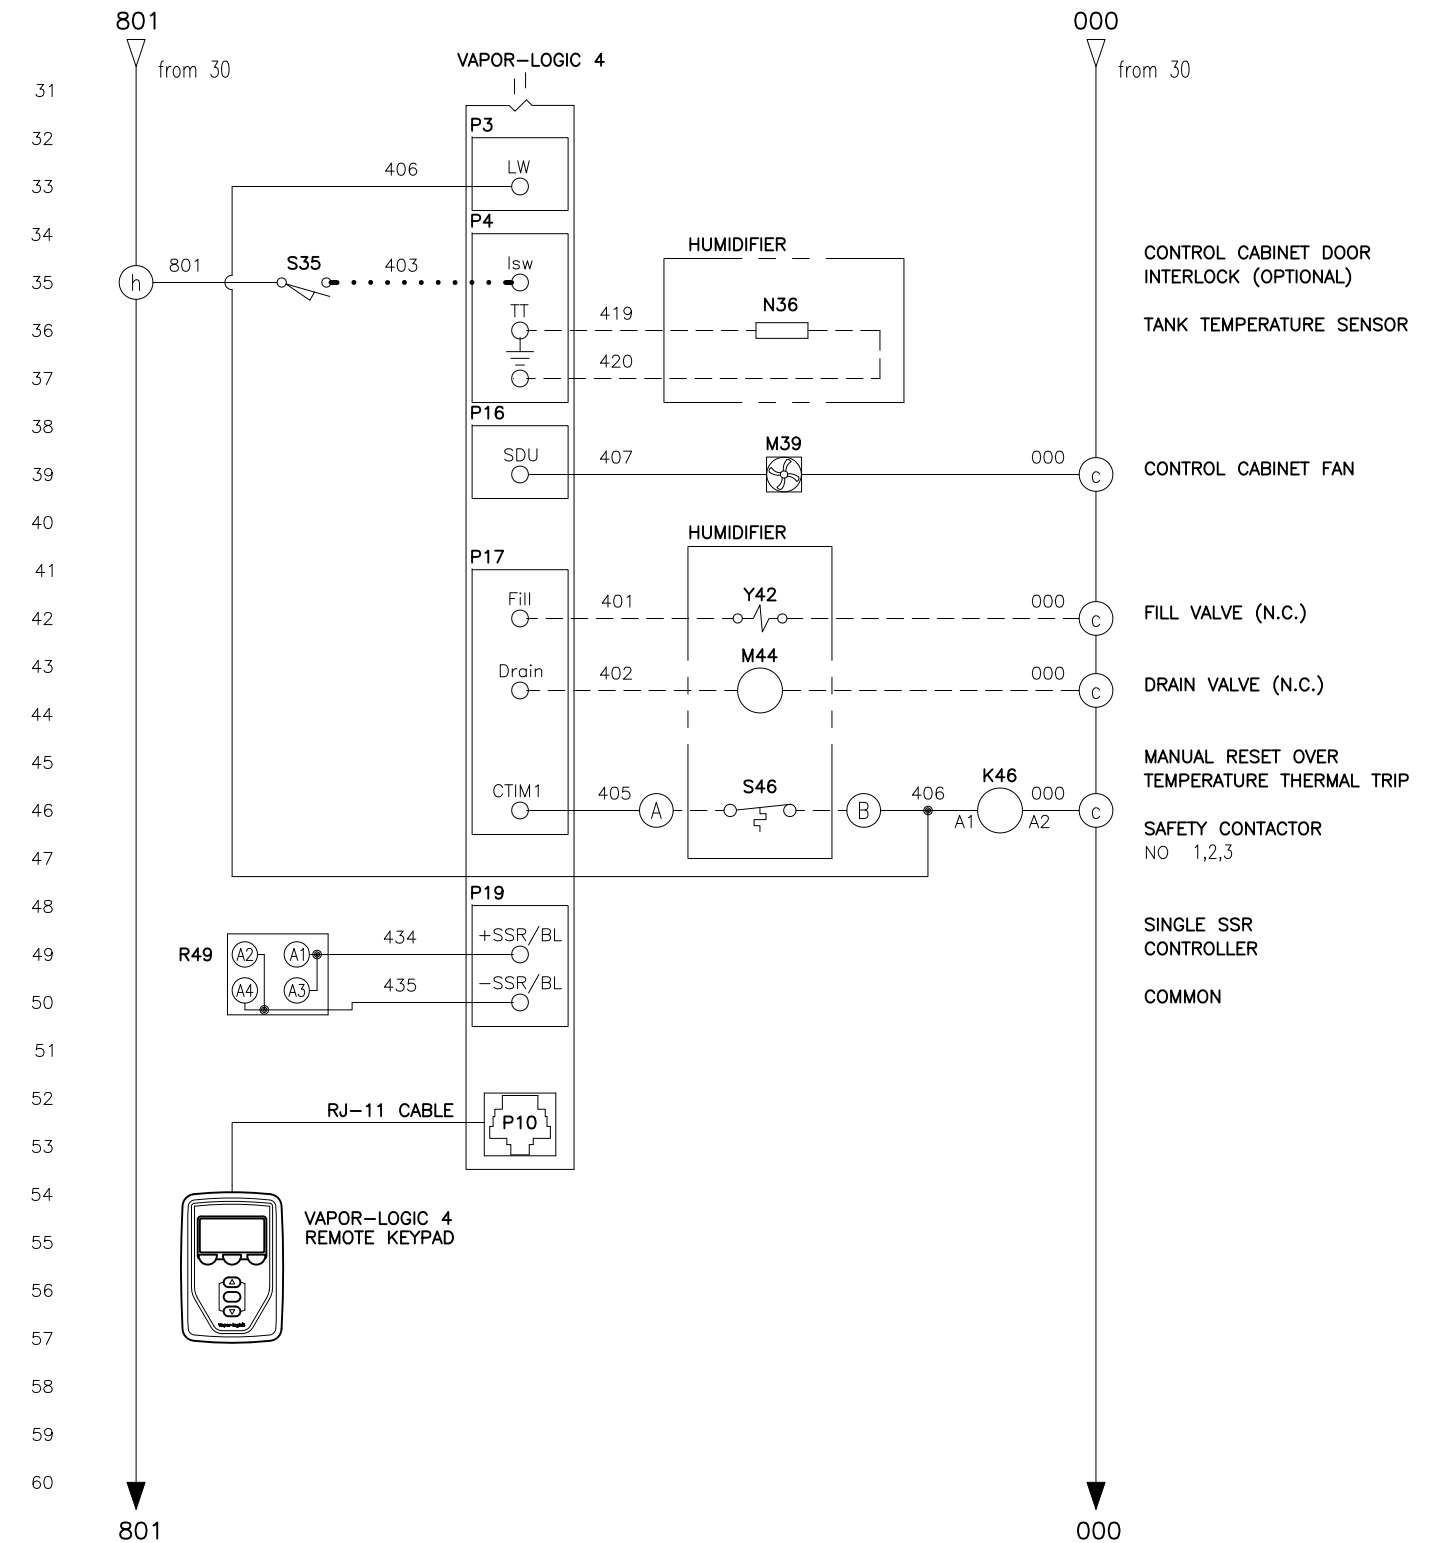 801
000
from 30
from 30
VAPOR-LOGIC 4
31
P3
32
LW
406
33
P4
34
HUMIDIFIER
CONTROL CABINET DOOR
INTERLOCK (OPTIONAL)
801
S35
403
Isw
h
35
N36
TT
419
36
TANK TEMPERATURE SENSOR
420
37
P16
38
M39
SDU
407
000
39
c
CONTROL CABINET FAN
40
HUMIDIFIER
P17
41
Fill
401
Y42
000
42
c
FILL VALVE (N.C.)
43
M44
Drain
402
000
c
DRAIN VALVE (N.C.)
44
45
MANUAL RESET OVER
TEMPERATURE THERMAL TRIP
CTIM1
405
S46
406
K46
000
46
A
B
A1
A2
c
SAFETY CONTACTOR
NO 1,2,3
47
P19
48
SINGLE SSR
CONTROLLER
434
+SSR/BL
49
R49
A2
A1
435
-SSR/BL
A4
A3
50
COMMON
51
52
RJ-11 CABLE
P10
53
54
VAPOR-LOGIC 4
REMOTE KEYPAD
55
56
Vapor-logic
57
58
59
60
801
000